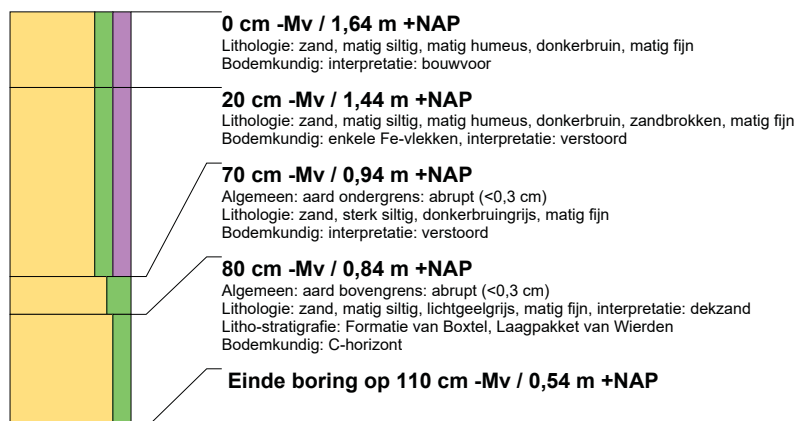 0 cm -Mv / 1,64 m +NAP
Lithologie: zand, matig siltig, matig humeus, donkerbruin, matig fijn
Bodemkundig: interpretatie: bouwvoor
20 cm -Mv / 1,44 m +NAP
Lithologie: zand, matig siltig, matig humeus, donkerbruin, zandbrokken, matig fijn
Bodemkundig: enkele Fe-vlekken, interpretatie: verstoord
70 cm -Mv / 0,94 m +NAP
Algemeen: aard ondergrens: abrupt (<0,3 cm)
Lithologie: zand, sterk siltig, donkerbruingrijs, matig fijn
Bodemkundig: interpretatie: verstoord
80 cm -Mv / 0,84 m +NAP
Algemeen: aard bovengrens: abrupt (<0,3 cm)
Lithologie: zand, matig siltig, lichtgeelgrijs, matig fijn, interpretatie: dekzand
Litho-stratigrafie: Formatie van Boxtel, Laagpakket van Wierden
Bodemkundig: C-horizont
Einde boring op 110 cm -Mv / 0,54 m +NAP